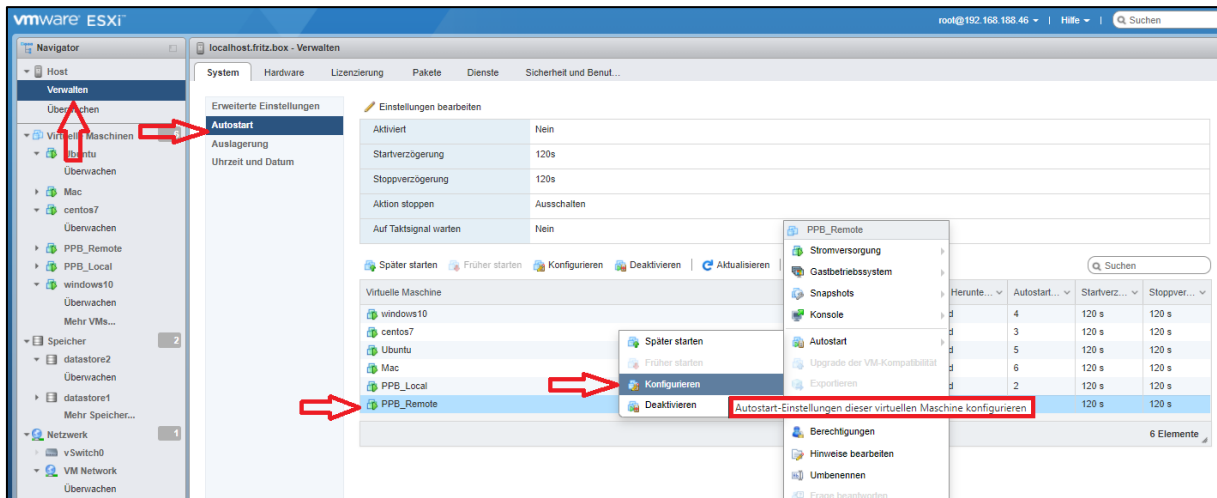 vmware ESXi
root@192.168.188.46 | Hilfe | Suchen
Navigator
localhost.fritz.box - Verwalten
Host
Verwalten
Überwachen
Virtuelle Maschinen
Ubuntu
Überwachen
Mac
centos7
Überwachen
PPB_Remote
PPB_Local
windows10
Überwachen
Mehr VMs...
Speicher 2
datastore2
Überwachen
datastore1
Mehr Speicher...
Netzwerk 1
vSwitch0
VM Network
Überwachen
System Hardware Lizenzierung Pakete Dienste Sicherheit und Benut...
Erweiterte Einstellungen
Autostart
Auslagerung
Uhrzeit und Datum
Einstellungen bearbeiten
Aktiviert Nein
Startverzögerung 120s
Stoppverzögerung 120s
Aktion stoppen Ausschalten
Auf Taktsignal warten Nein
Später starten Früher starten Konfigurieren Deaktivieren | Aktualisieren |
Suchen
Virtuelle Maschine Herunte... Autostart... Startverz... Stoppver...
windows10 d 4 120 s 120 s
centos7 d 3 120 s 120 s
Ubuntu d 5 120 s 120 s
Mac d 6 120 s 120 s
PPB_Local d 2 120 s 120 s
PPB_Remote 120 s 120 s
6 Elemente
Später starten
Früher starten
Konfigurieren
Deaktivieren
PPB_Remote
Stromversorgung
Gastbetriebssystem
Snapshots
Konsole
Autostart
Upgrade der VM-Kompatibilität
Exportieren
Autostart-Einstellungen dieser virtuellen Maschine konfigurieren
Berechtigungen
Hinweise bearbeiten
Umbenennen
Frage beantworten